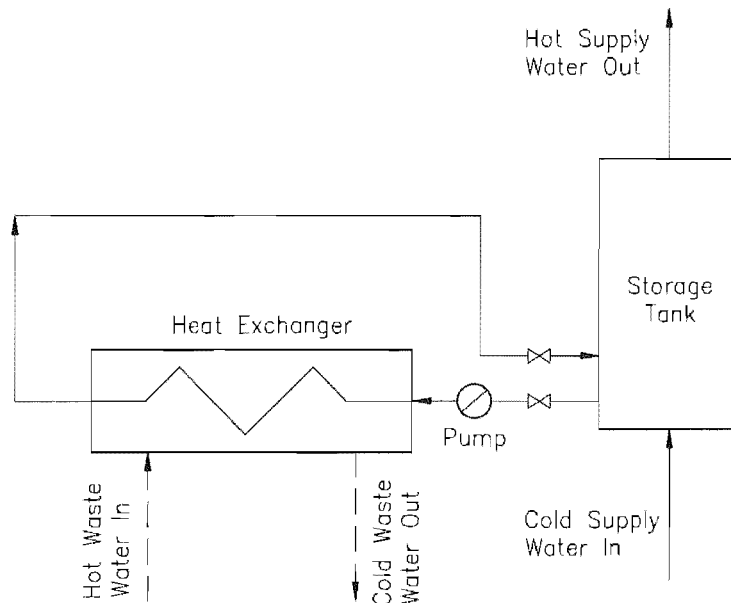 Hot Supply
Water Out
Storage
Tank
Heat Exchanger
Pump
Hot Waste
Water In
Cold Waste
Water Out
Cold Supply
Water In